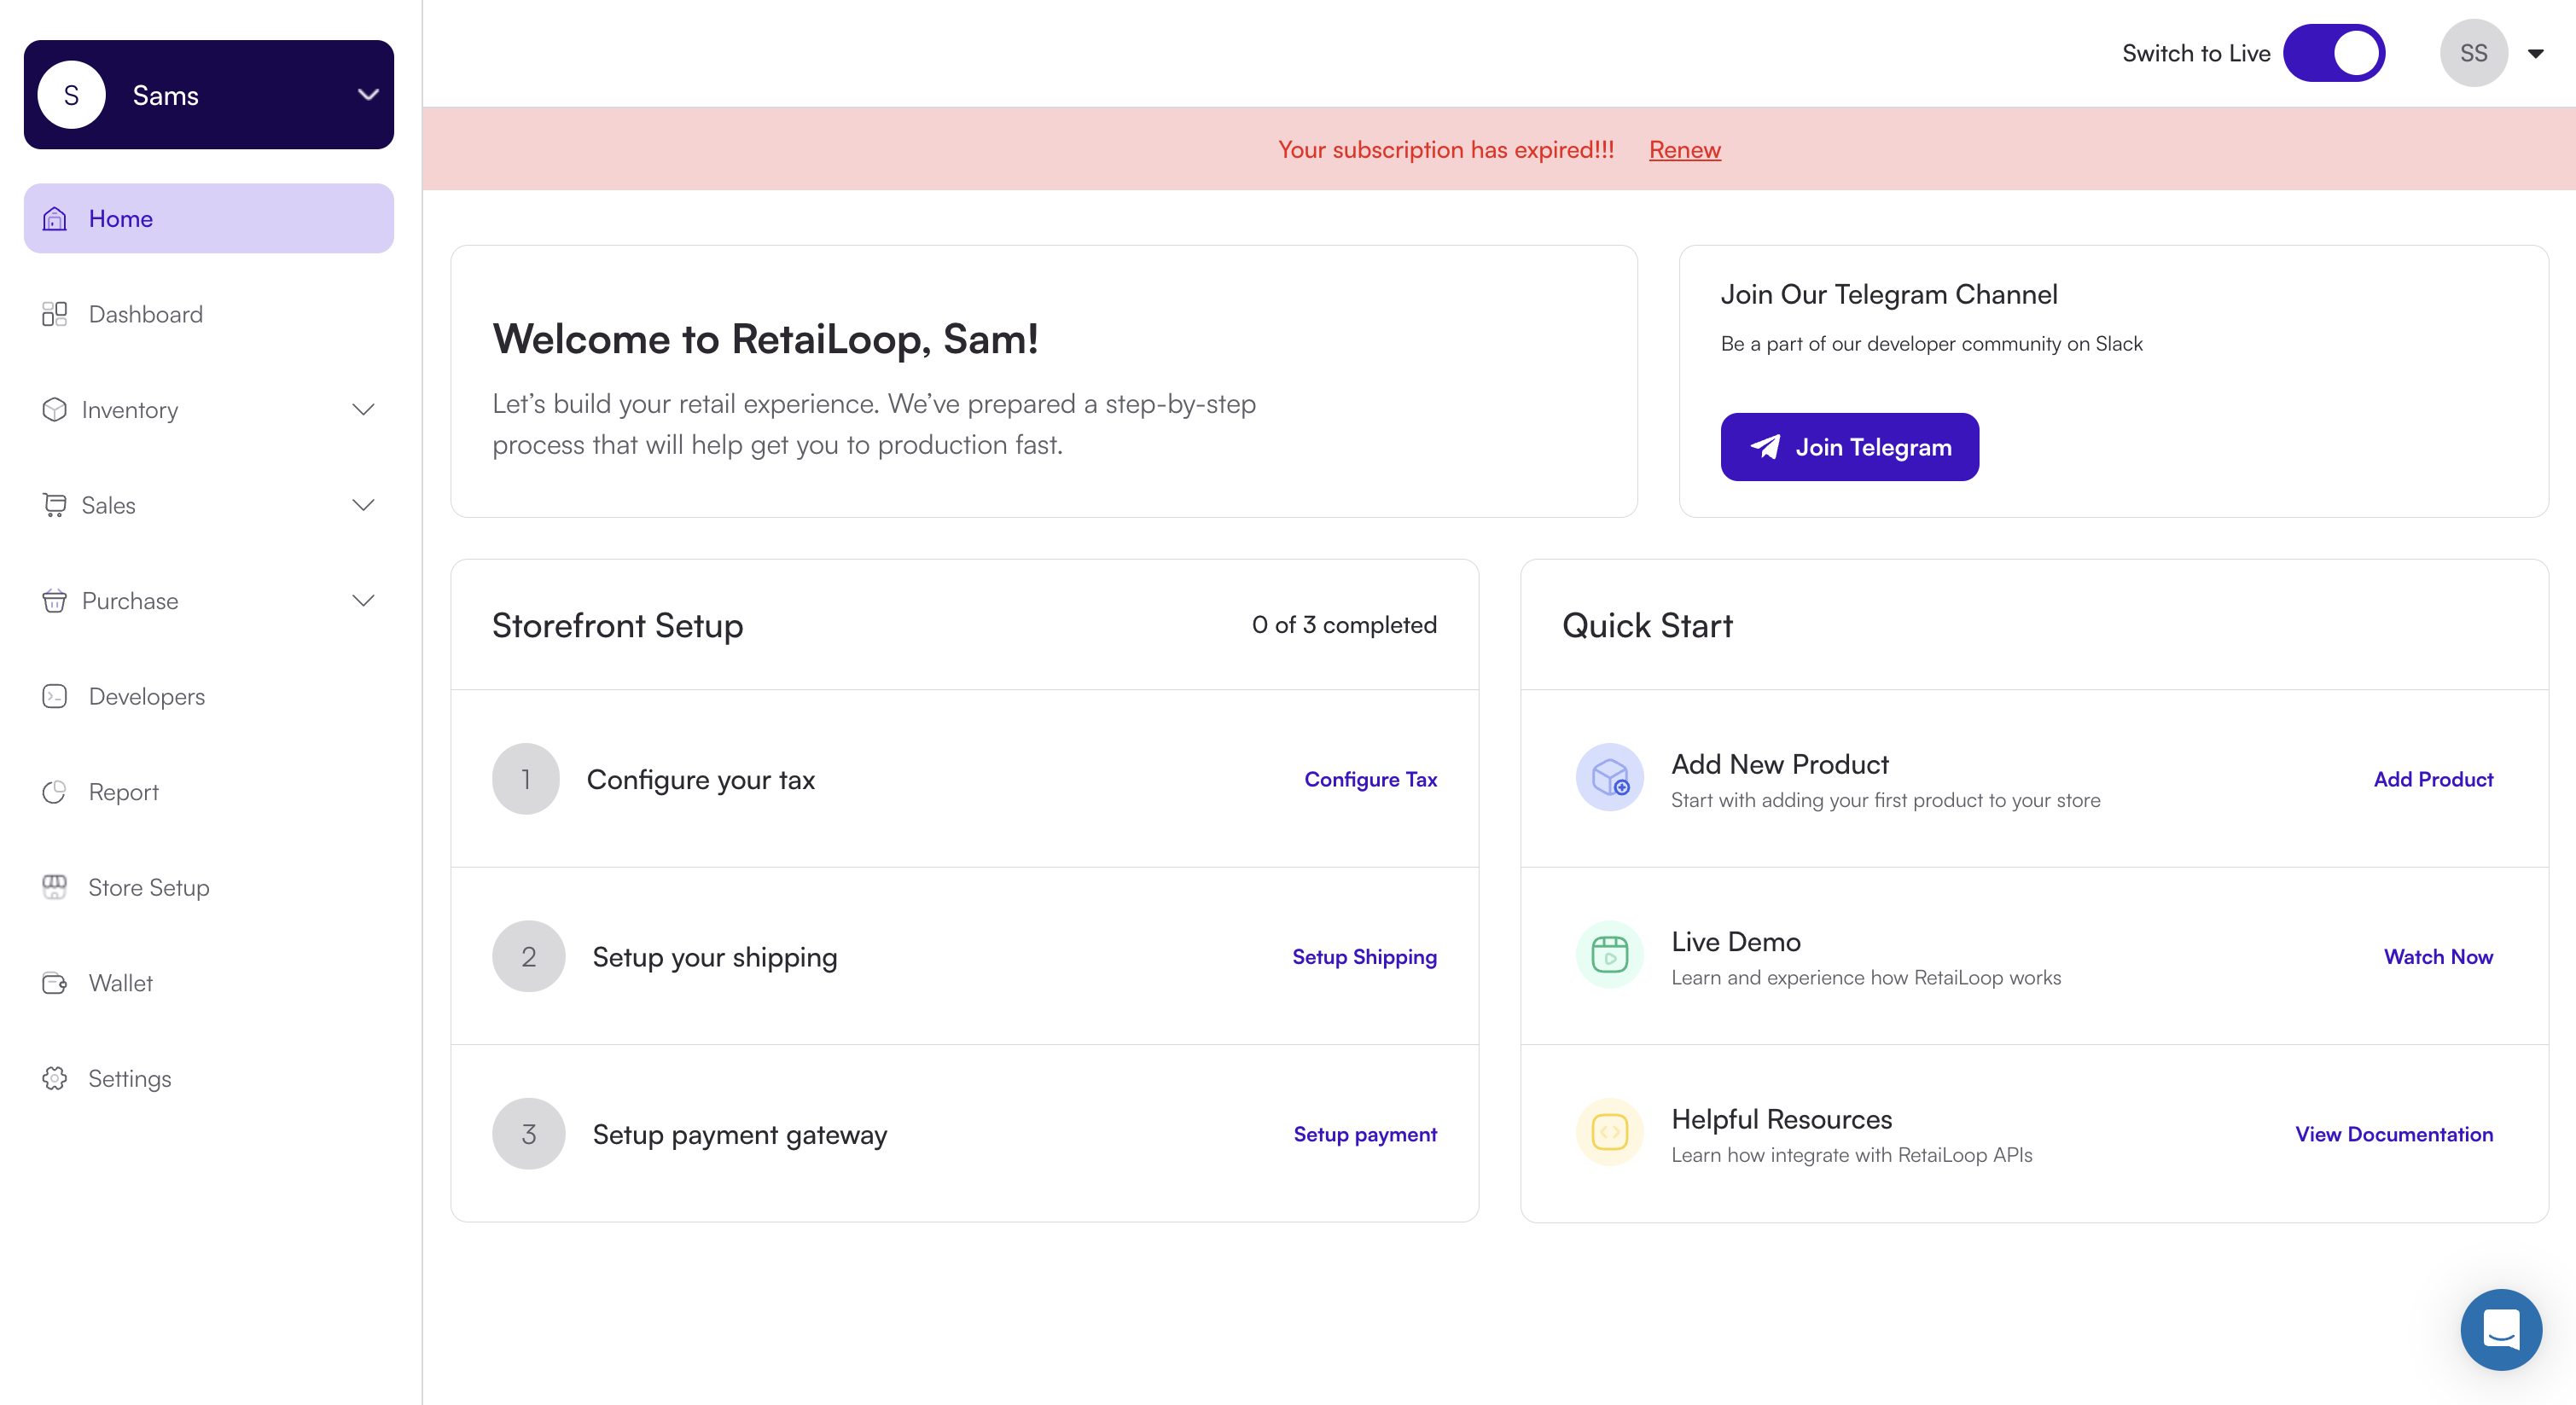 S
Sams
Home
Dashboard
Inventory
Sales
Purchase
Developers
Report
Store Setup
Wallet
Settings
Switch to Live
SS
Your subscription has expired!!! Renew
Welcome to RetaiLoop, Sam!
Let’s build your retail experience. We’ve prepared a step-by-step
process that will help get you to production fast.
Join Our Telegram Channel
Be a part of our developer community on Slack
Join Telegram
Storefront Setup
0 of 3 completed
1
Configure your tax
Configure Tax
2
Setup your shipping
Setup Shipping
3
Setup payment gateway
Setup payment
Quick Start
Add New Product
Start with adding your first product to your store
Add Product
Live Demo
Learn and experience how RetaiLoop works
Watch Now
Helpful Resources
Learn how integrate with RetaiLoop APIs
View Documentation